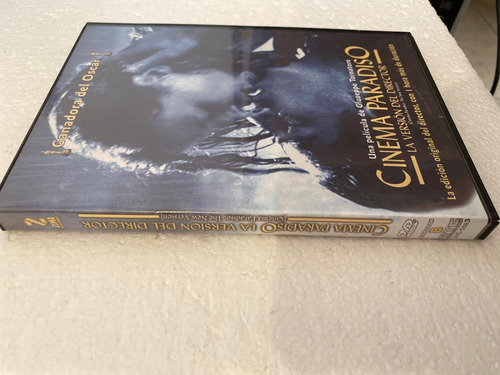 Ganadora del Oscar
Una película de Giuseppe Tornatore
CINEMA PARADISO
LA VERSIÓN DEL DIRECTOR
La edición original del director, con 1 hora más de duración
CINEMA PARADISO LA VERSION DEL DIRECTOR
(Cinema Paradiso: The New Version)
2
DVD